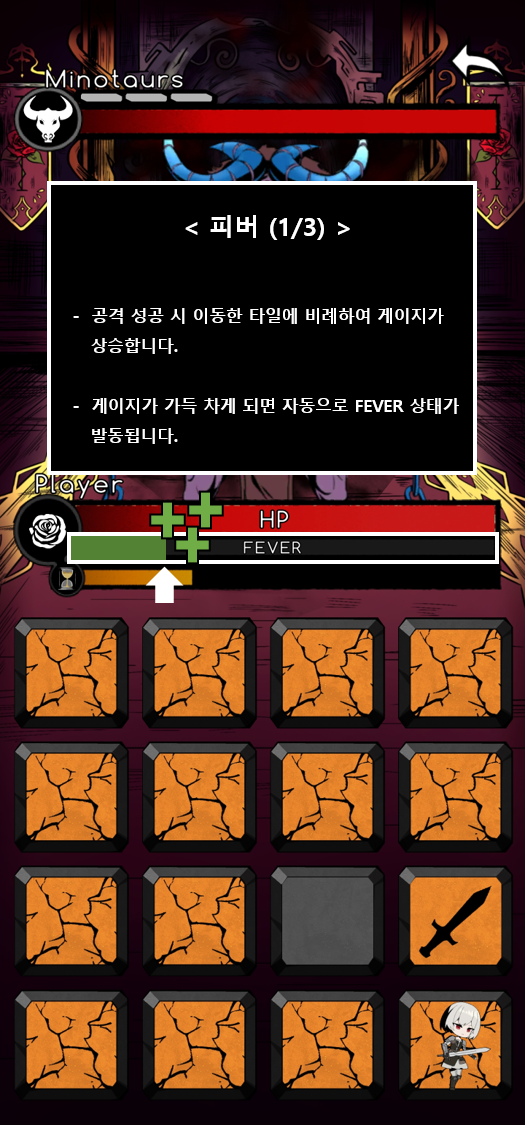 Minotaurs
< 피버 (1/3) >
- 공격 성공 시 이동한 타일에 비례하여 게이지가
상승합니다.
- 게이지가 가득 차게 되면 자동으로 FEVER 상태가
발동됩니다.
Player
HP
FEVER